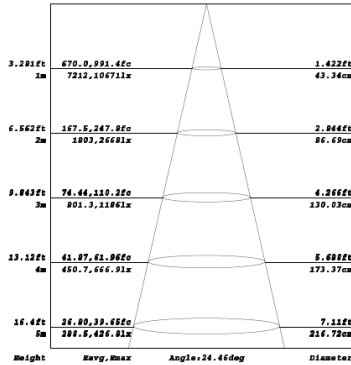 3.281ft 670.0,991.4fc 1.422ft
1m 7212,10671lx 43.34cm
6.562ft 167.5,247.8fc 2.844ft
2m 1803,2668lx 86.69cm
9.843ft 74.44,110.2fc 4.266ft
3m 801.3,1186lx 130.03cm
13.12ft 41.87,61.96fc 5.688ft
4m 450.7,666.9lx 173.37cm
16.4ft 26.80,39.65fc 7.11ft
5m 288.5,426.8lx 216.72cm
Height Eavg,Emax Angle:24.46deg Diameter